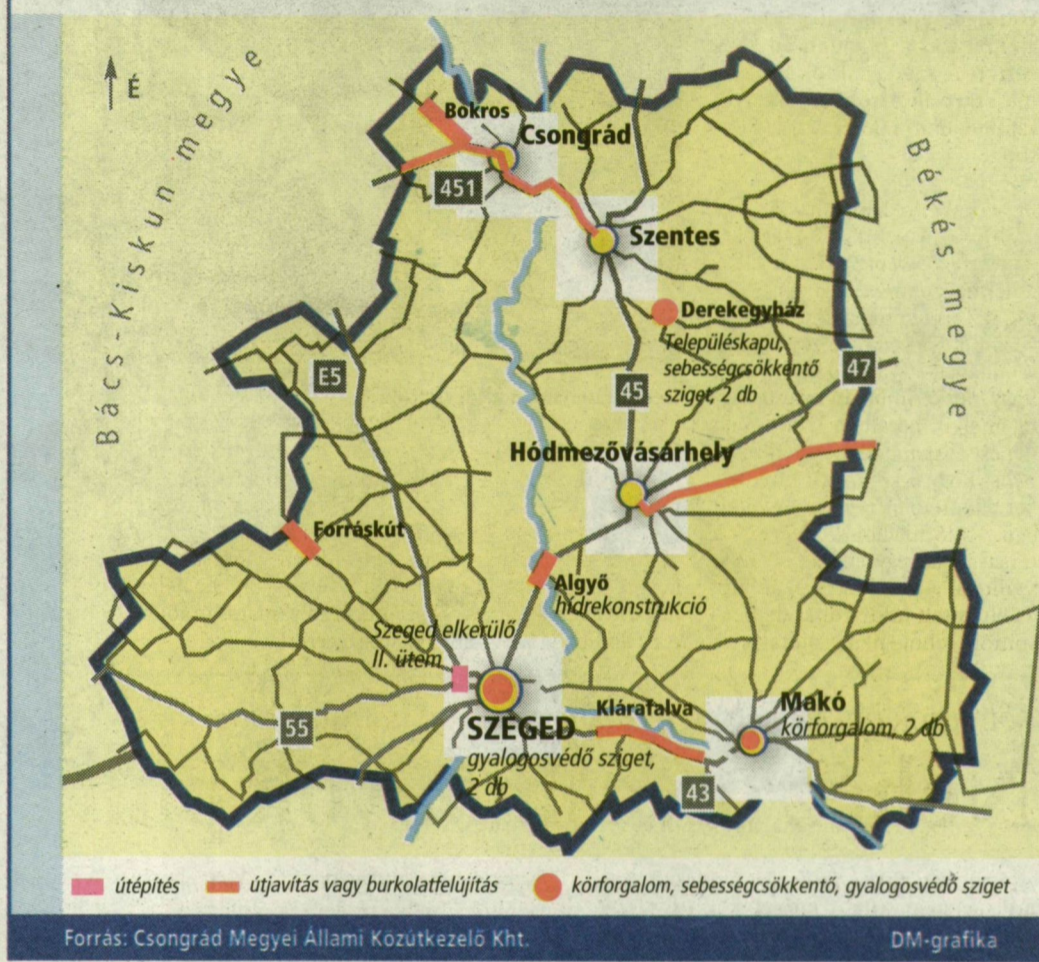 É
Bács-Kiskun megye
Békés megye
Bokros
Csongrád
451
Szentes
Derekegyház
Településkapu,
sebességcsökkentő
sziget, 2 db
E5
45
47
Hódmezővásárhely
Forráskút
Algyő
hídrekonstrukció
Szeged elkerülő
II. ütem
Klárafalva
Makó
körforgalom, 2 db
SZEGED
gyalogosvédő sziget,
2 db
55
43
útépítés
útjavítás vagy burkolatfelújítás
körforgalom, sebességcsökkentő, gyalogosvédő sziget
Forrás: Csongrád Megyei Állami Közútkezelő Kht.
DM-grafika